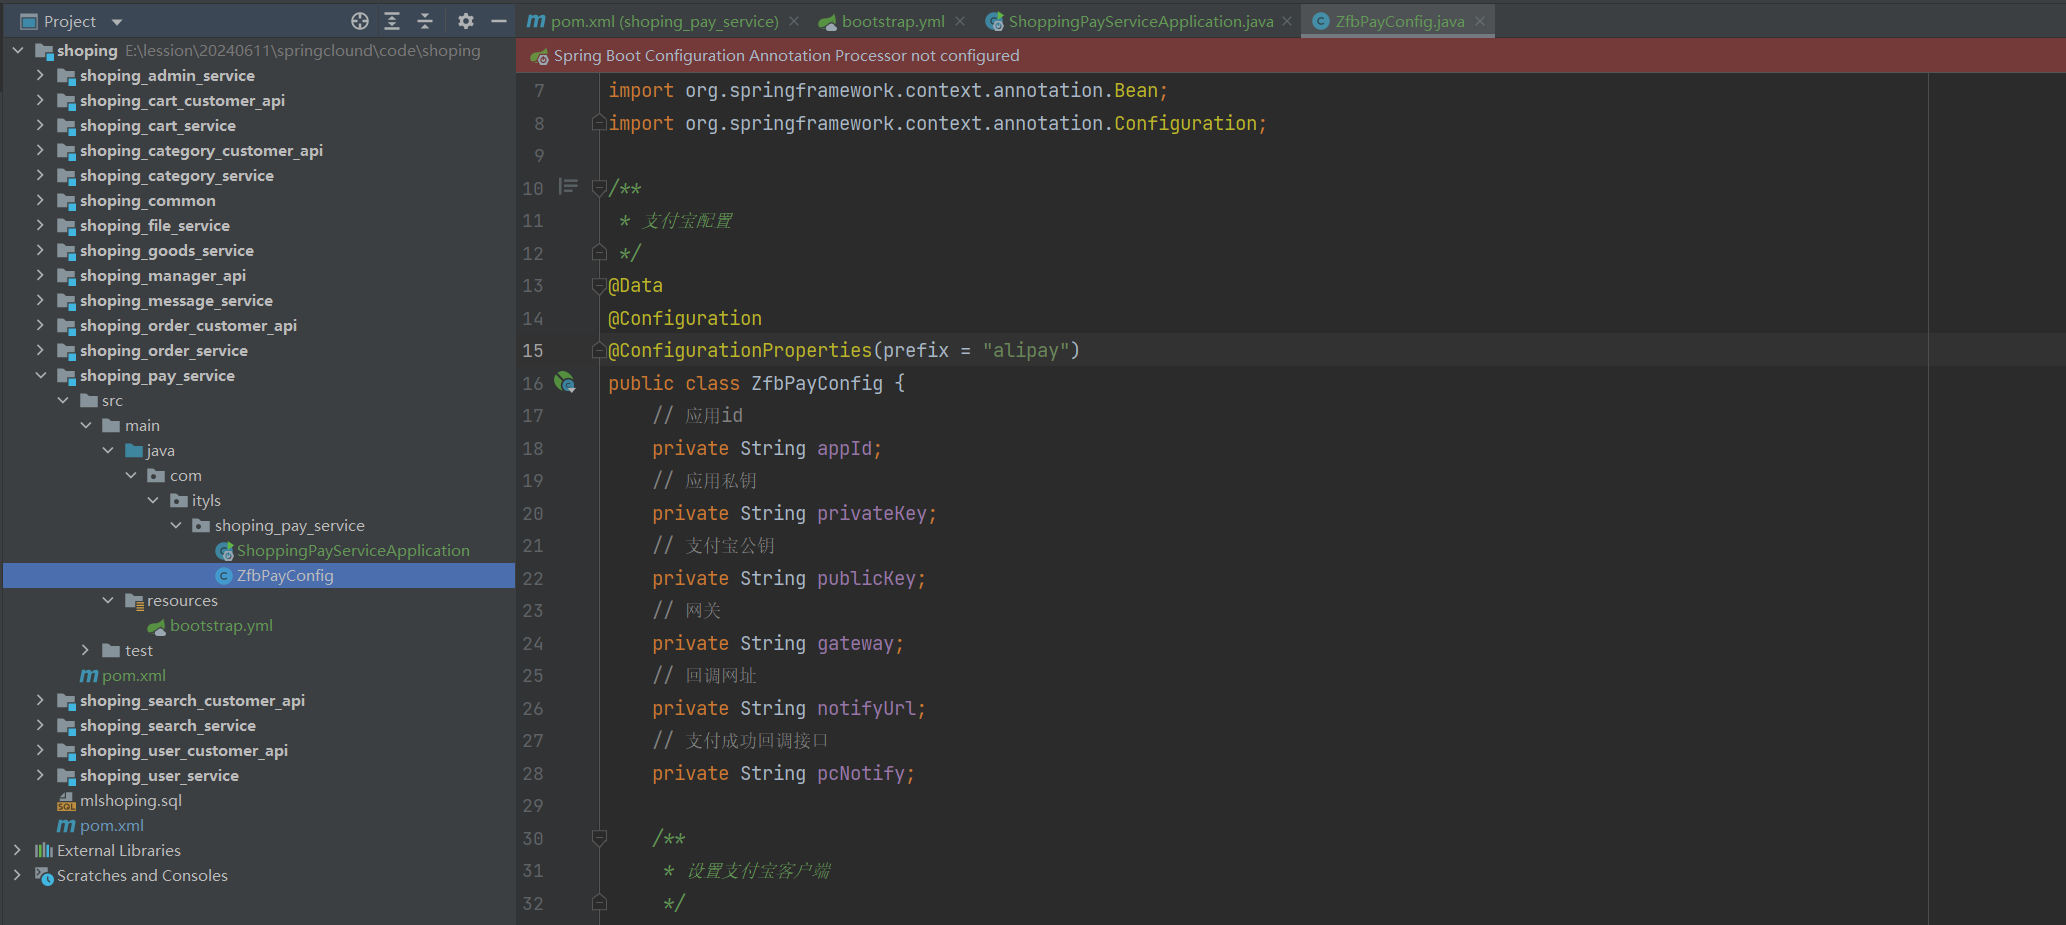 Project
shoping E:\lession\20240611\springclound\code\shoping
shoping_admin_service
shoping_cart_customer_api
shoping_cart_service
shoping_category_customer_api
shoping_category_service
shoping_common
shoping_file_service
shoping_goods_service
shoping_manager_api
shoping_message_service
shoping_order_customer_api
shoping_order_service
shoping_pay_service
src
main
java
com
ityls
shoping_pay_service
ShoppingPayServiceApplication
ZfbPayConfig
resources
bootstrap.yml
test
pom.xml
shoping_search_customer_api
shoping_search_service
shoping_user_customer_api
shoping_user_service
mlshoping.sql
pom.xml
External Libraries
Scratches and Consoles
pom.xml (shoping_pay_service) bootstrap.yml ShoppingPayServiceApplication.java ZfbPayConfig.java
Spring Boot Configuration Annotation Processor not configured
7 import org.springframework.context.annotation.Bean;
8 import org.springframework.context.annotation.Configuration;
9
10 /**
11 * 支付宝配置
12 */
13 @Data
14 @Configuration
15 @ConfigurationProperties(prefix = "alipay")
16 public class ZfbPayConfig {
17 // 应用id
18 private String appId;
19 // 应用私钥
20 private String privateKey;
21 // 支付宝公钥
22 private String publicKey;
23 // 网关
24 private String gateway;
25 // 回调网址
26 private String notifyUrl;
27 // 支付成功回调接口
28 private String pcNotify;
29
30 /**
31 * 设置支付宝客户端
32 */